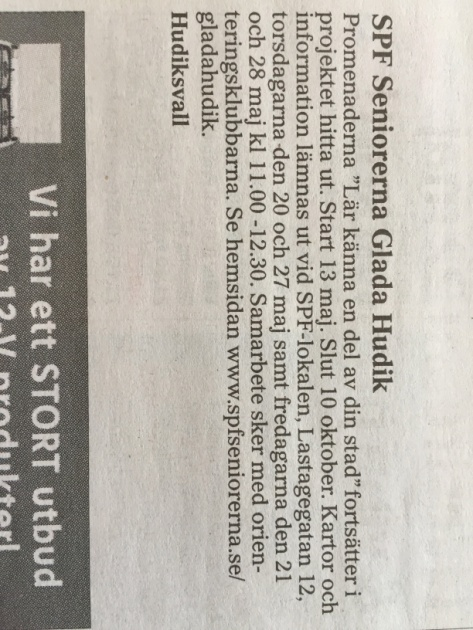 SPF Seniorerna Glada Hudik
Promenaderna ”Lär känna en del av din stad” fortsätter i
projektet hitta ut. Start 13 maj. Slut 10 oktober. Kartor och
information lämnas ut vid SPF-lokalen, Lastagegatan 12,
torsdagarna den 20 och 27 maj samt fredagarna den 21
och 28 maj kl 11.00 -12.30. Samarbete sker med orien-
teringsklubbarna. Se hemsidan www.spfseniorerna.se/
gladahudik.
Hudiksvall
Vi har ett STORT utbud
av 12-V produkter!